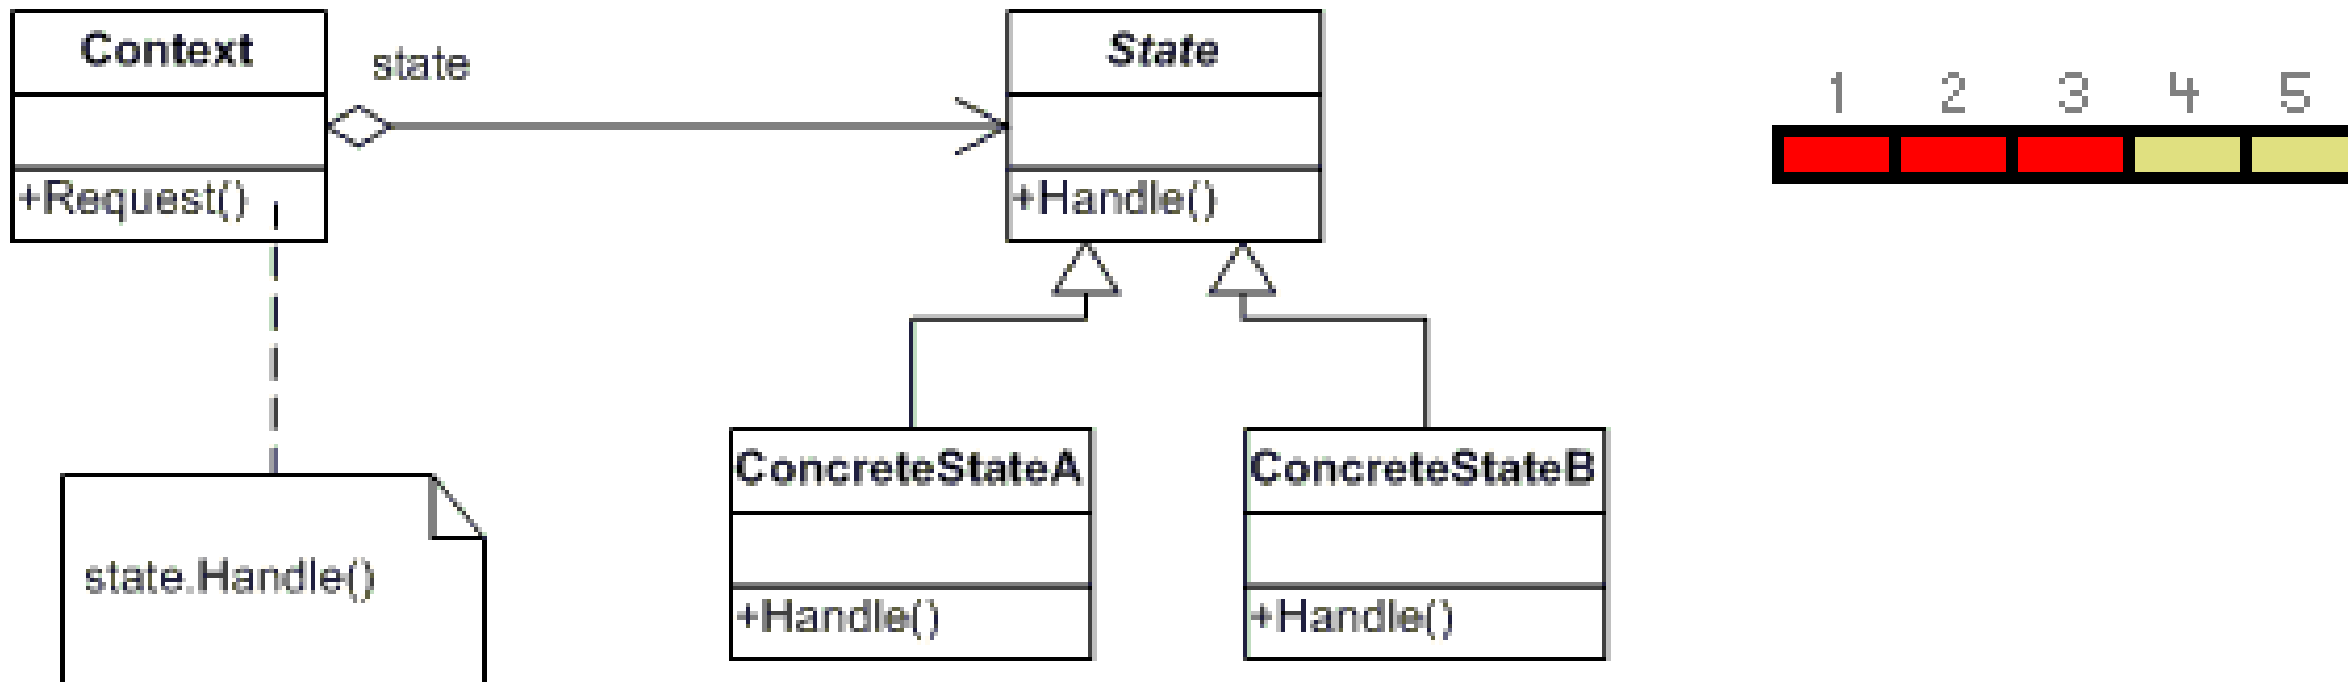 Context
state
State
1 2 3 4 5
+Request()
+Handle()
ConcreteStateA
ConcreteStateB
state.Handle()
+Handle()
+Handle()